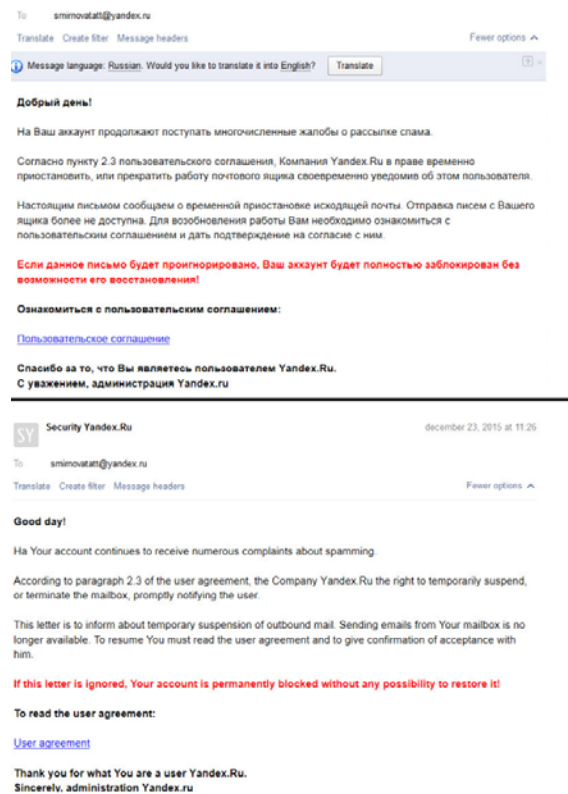 To smirnovatatt@yandex.ru
Translate Create filter Message headers Fewer options
Message language: Russian. Would you like to translate it into English? Translate ?
Добрый день!
На Ваш аккаунт продолжают поступать многочисленные жалобы о рассылке спама.
Согласно пункту 2.3 пользовательского соглашения, Компания Yandex.Ru в праве временно
приостановить, или прекратить работу почтового ящика своевременно уведомив об этом пользователя.
Настоящим письмом сообщаем о временной приостановке исходящей почты. Отправка писем с Вашего
ящика более не доступна. Для возобновления работы Вам необходимо ознакомиться с
пользовательским соглашением и дать подтверждение на согласие с ним.
Если данное письмо будет проигнорировано, Ваш аккаунт будет полностью заблокирован без
возможности его восстановления!
Ознакомиться с пользовательским соглашением:
Пользовательское соглашение
Спасибо за то, что Вы являетесь пользователем Yandex.Ru.
С уважением, администрация Yandex.ru
SY Security Yandex.Ru december 23, 2015 at 11:26
To smirnovatatt@yandex.ru
Translate Create filter Message headers Fewer options
Good day!
Ha Your account continues to receive numerous complaints about spamming.
According to paragraph 2.3 of the user agreement, the Company Yandex.Ru the right to temporarily suspend,
or terminate the mailbox, promptly notifying the user.
This letter is to inform about temporary suspension of outbound mail. Sending emails from Your mailbox is no
longer available. To resume You must read the user agreement and to give confirmation of acceptance with
him.
If this letter is ignored, Your account is permanently blocked without any possibility to restore it!
To read the user agreement:
User agreement
Thank you for what You are a user Yandex.Ru.
Sincerely, administration Yandex.ru